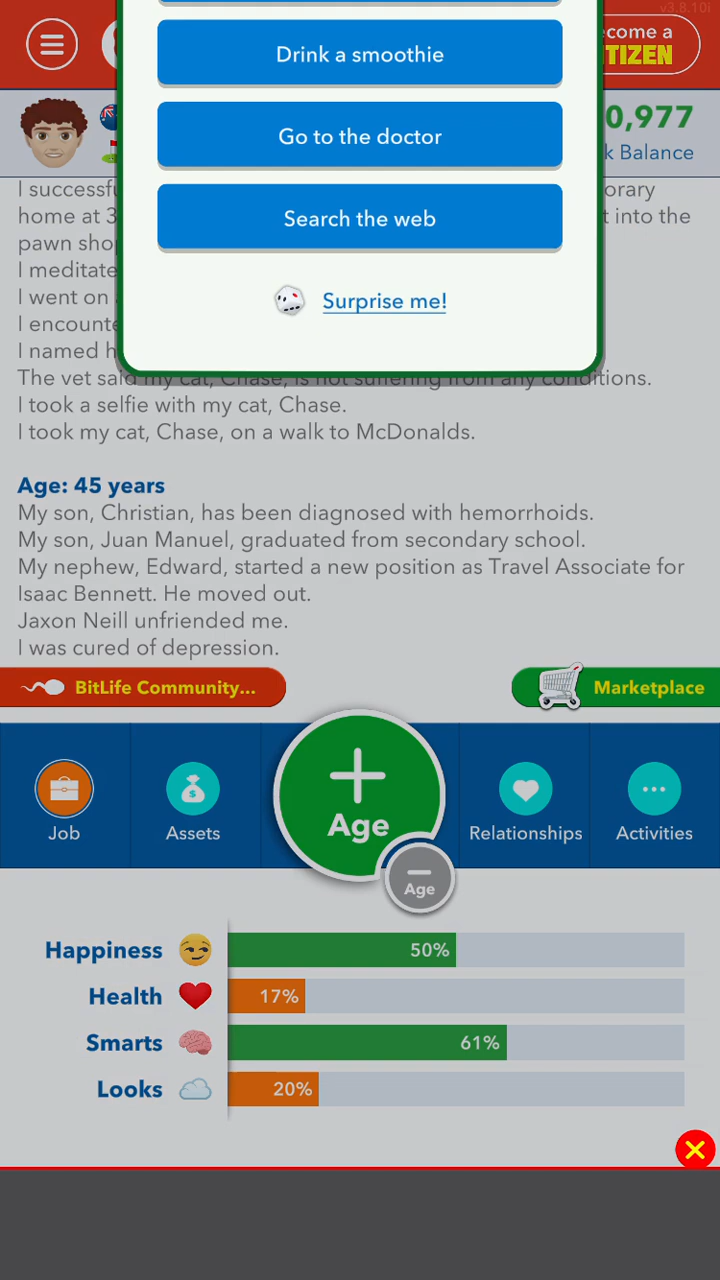 v3.8.10i
come a
TIZEN
Drink a smoothie
Go to the doctor
0,977
k Balance
Search the web
I successfu
orary
home at 3
t into the
pawn shop
I meditate
I went on
Surprise me!
I encounte
I named h
The vet said my cat, Chase, is not suffering from any conditions.
I took a selfie with my cat, Chase.
I took my cat, Chase, on a walk to McDonalds.
Age: 45 years
My son, Christian, has been diagnosed with hemorrhoids.
My son, Juan Manuel, graduated from secondary school.
My nephew, Edward, started a new position as Travel Associate for
Isaac Bennett. He moved out.
Jaxon Neill unfriended me.
I was cured of depression.
BitLife Community...
Marketplace
Job
Assets
Age
Age
Relationships
Activities
Happiness 50%
Health 17%
Smarts 61%
Looks 20%